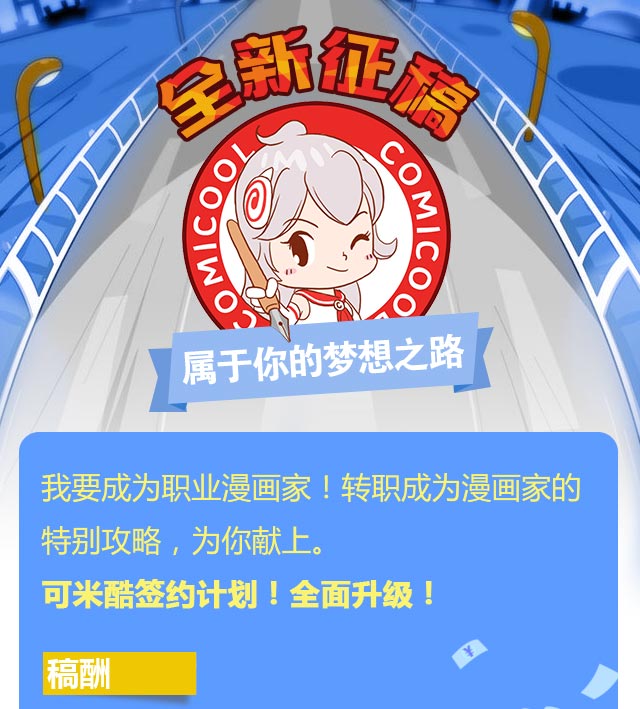 全新征稿
COMICOOL COMICOOL
属于你的梦想之路
我要成为职业漫画家！转职成为漫画家的
特别攻略，为你献上。
可米酷签约计划！全面升级！
¥
稿酬